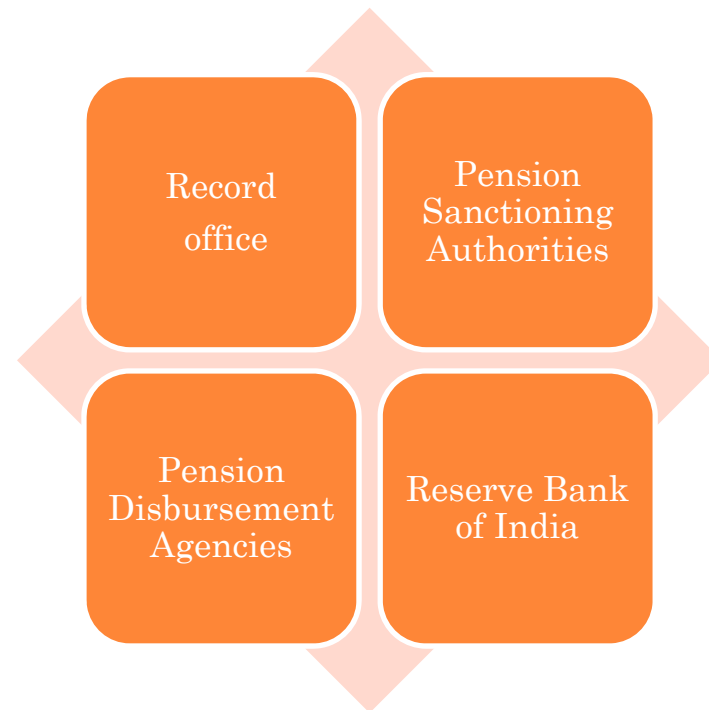 Record
office
Pension
Sanctioning
Authorities
Pension
Disbursement
Agencies
Reserve Bank
of India